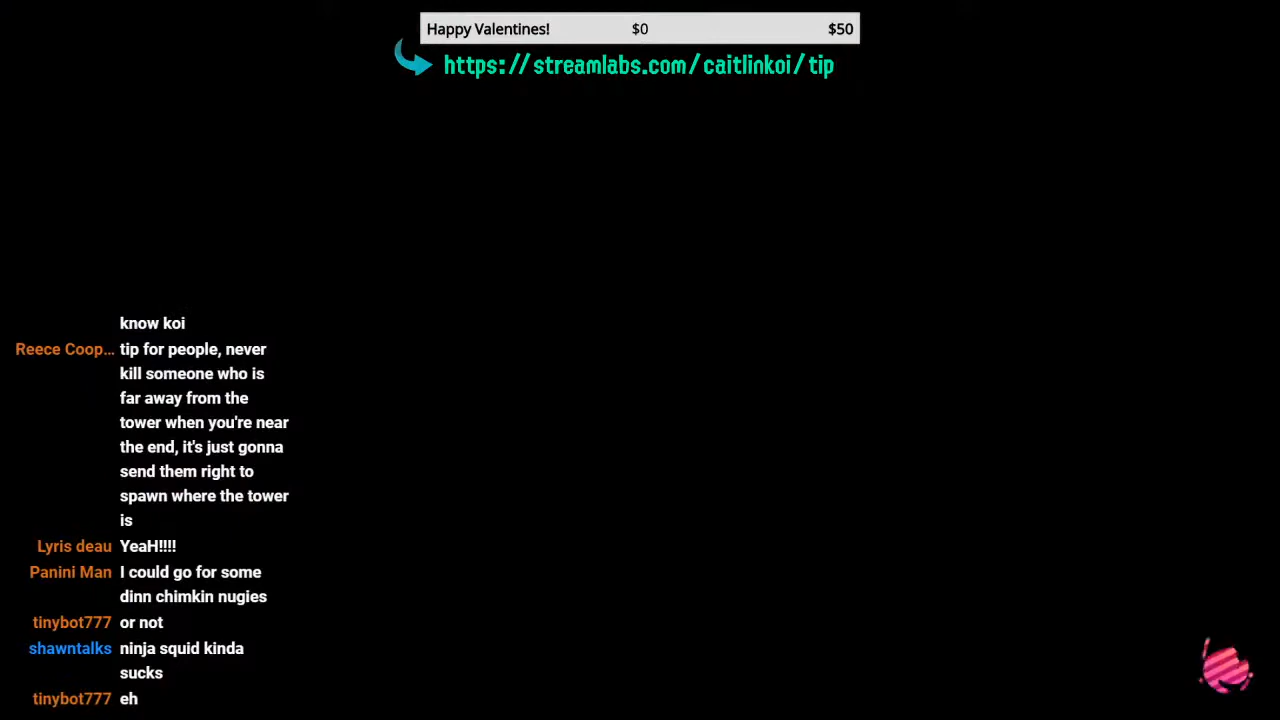 Happy Valentines! $0 $50
https://streamlabs.com/caitlinkoi/tip
know koi
Reece Coop… tip for people, never
kill someone who is
far away from the
tower when you're near
the end, it's just gonna
send them right to
spawn where the tower
is
Lyris deau YeaH!!!!
Panini Man I could go for some
dinn chimkin nugies
tinybot777 or not
shawntalks ninja squid kinda
sucks
tinybot777 eh